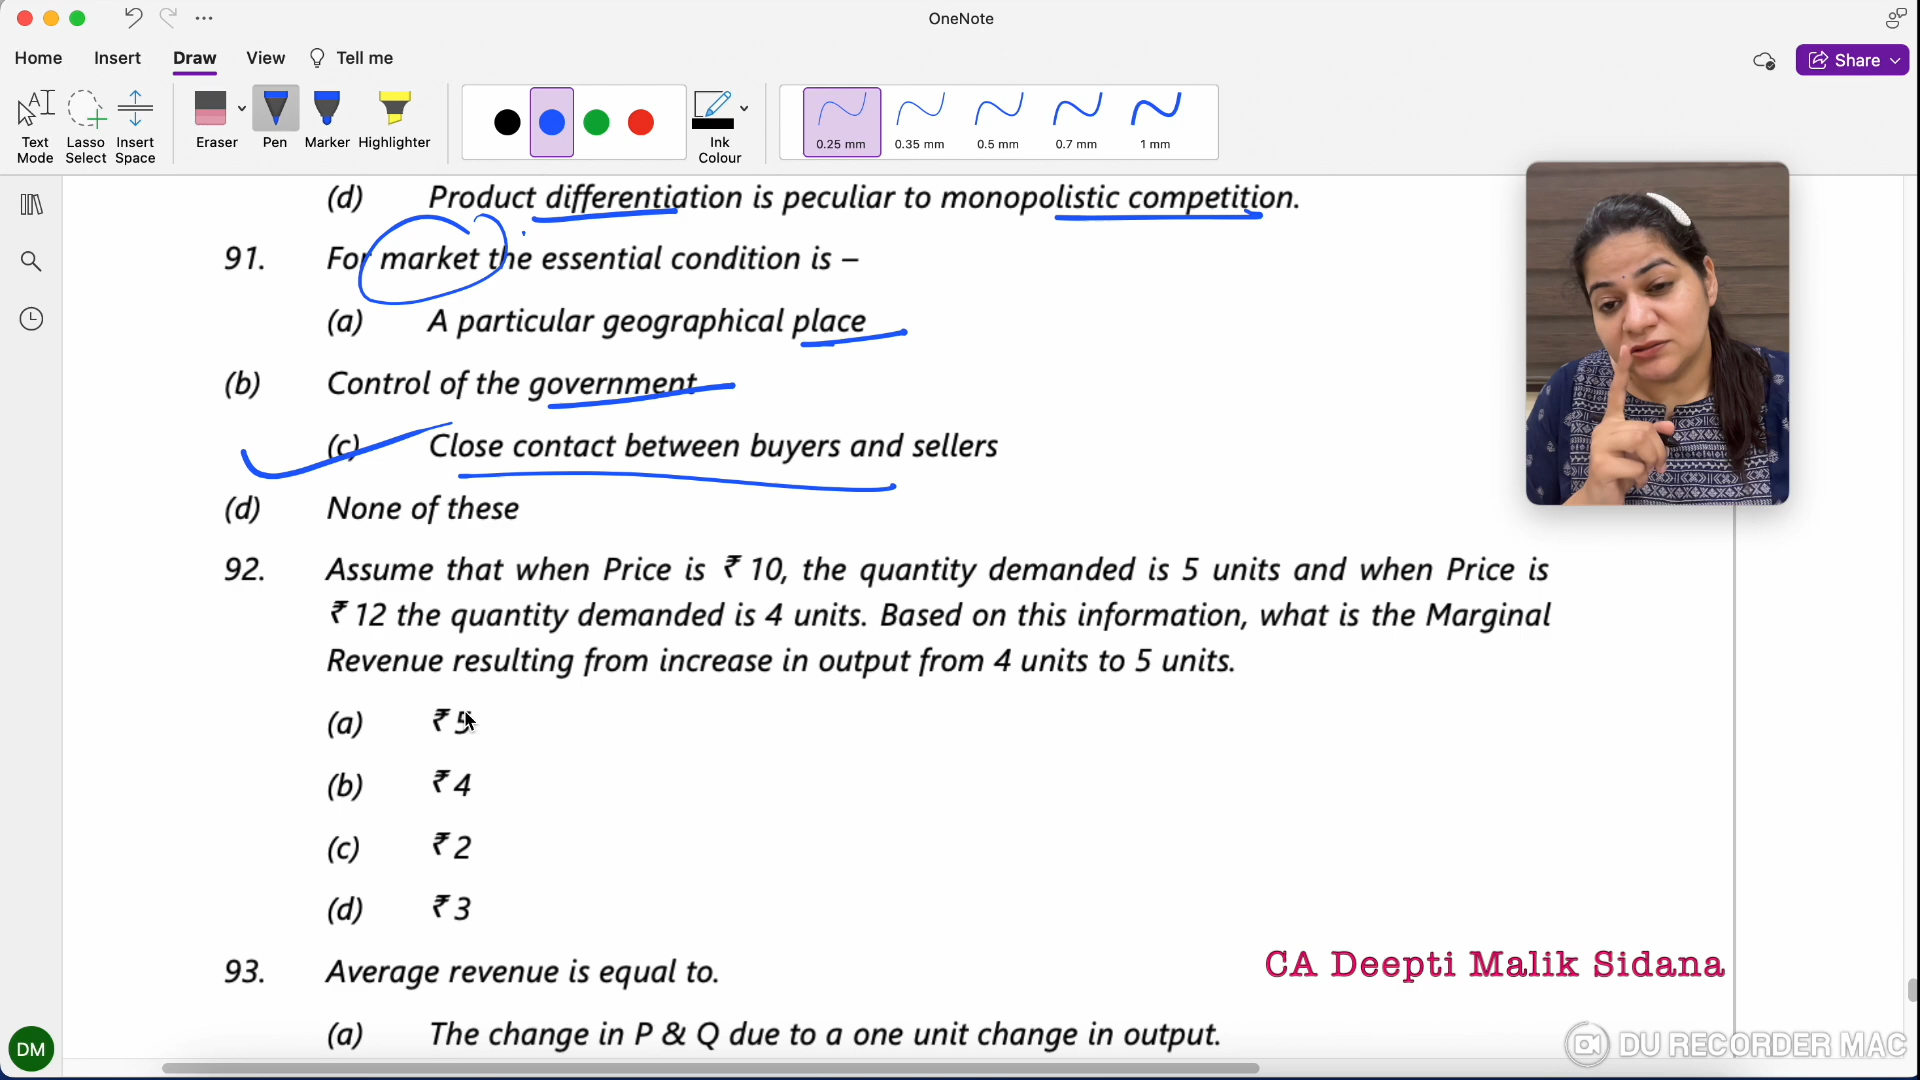 OneNote
Home Insert Draw View Tell me
Share
Text Mode
Lasso Select
Insert Space
Eraser
Pen
Marker
Highlighter
Ink Colour
0.25 mm
0.35 mm
0.5 mm
0.7 mm
1 mm
(d) Product differentiation is peculiar to monopolistic competition.
91. For market the essential condition is –
(a) A particular geographical place
(b) Control of the government
(c) Close contact between buyers and sellers
(d) None of these
92. Assume that when Price is ₹ 10, the quantity demanded is 5 units and when Price is
₹ 12 the quantity demanded is 4 units. Based on this information, what is the Marginal
Revenue resulting from increase in output from 4 units to 5 units.
(a) ₹ 5
(b) ₹ 4
(c) ₹ 2
(d) ₹ 3
93. Average revenue is equal to.
CA Deepti Malik Sidana
(a) The change in P & Q due to a one unit change in output.
DM
DU RECORDER MAC